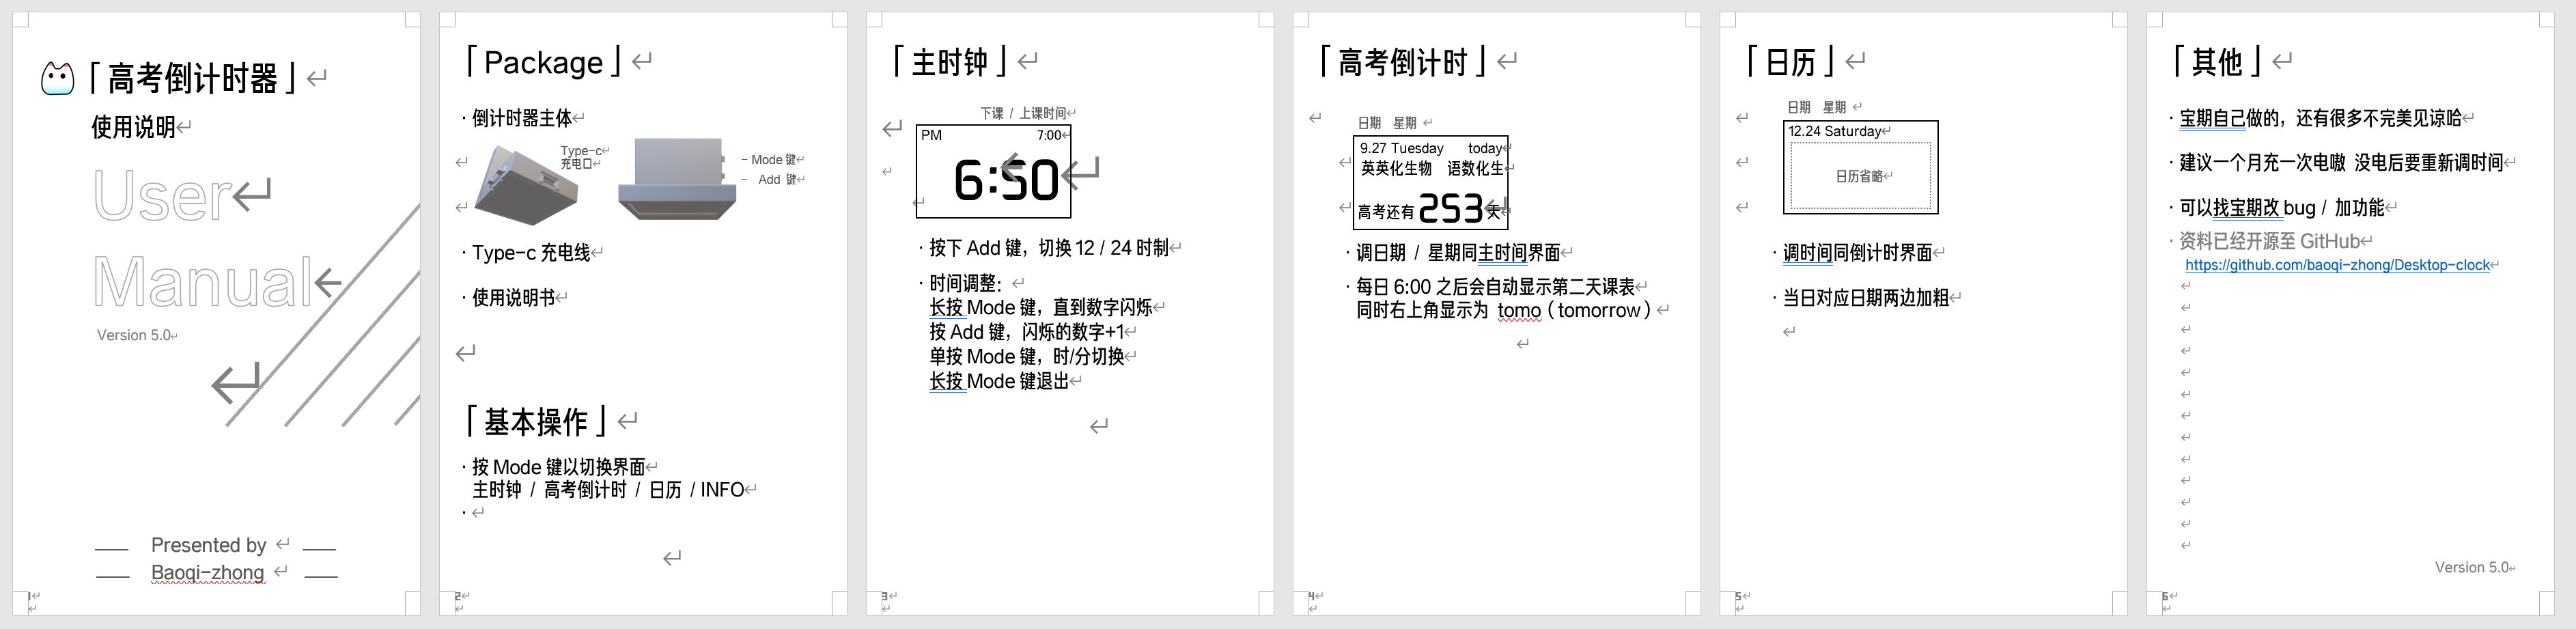 「高考倒计时器」
使用说明
User
Manual
Version 5.0
Presented by
Baoqi-zhong
1
「Package」
· 倒计时器主体
Type-c
充电口
- Mode 键
- Add 键
· Type-c 充电线
· 使用说明书
「基本操作」
· 按 Mode 键以切换界面
主时钟 / 高考倒计时 / 日历 / INFO
·
2
「主时钟」
下课 / 上课时间
PM 7:00
6:50
· 按下 Add 键，切换 12 / 24 时制
· 时间调整：
长按 Mode 键，直到数字闪烁
按 Add 键，闪烁的数字+1
单按 Mode 键，时/分切换
长按 Mode 键退出
3
「高考倒计时」
日期 星期
9.27 Tuesday today
英英化生物 语数化生
高考还有 253 天
· 调日期 / 星期同主时间界面
· 每日 6:00 之后会自动显示第二天课表
同时右上角显示为 tomo（tomorrow）
4
「日历」
日期 星期
12.24 Saturday
日历省略
· 调时间同倒计时界面
· 当日对应日期两边加粗
5
「其他」
· 宝期自己做的，还有很多不完美见谅哈
· 建议一个月充一次电嗷 没电后要重新调时间
· 可以找宝期改 bug / 加功能
· 资料已经开源至 GitHub
https://github.com/baoqi-zhong/Desktop-clock
Version 5.0
6